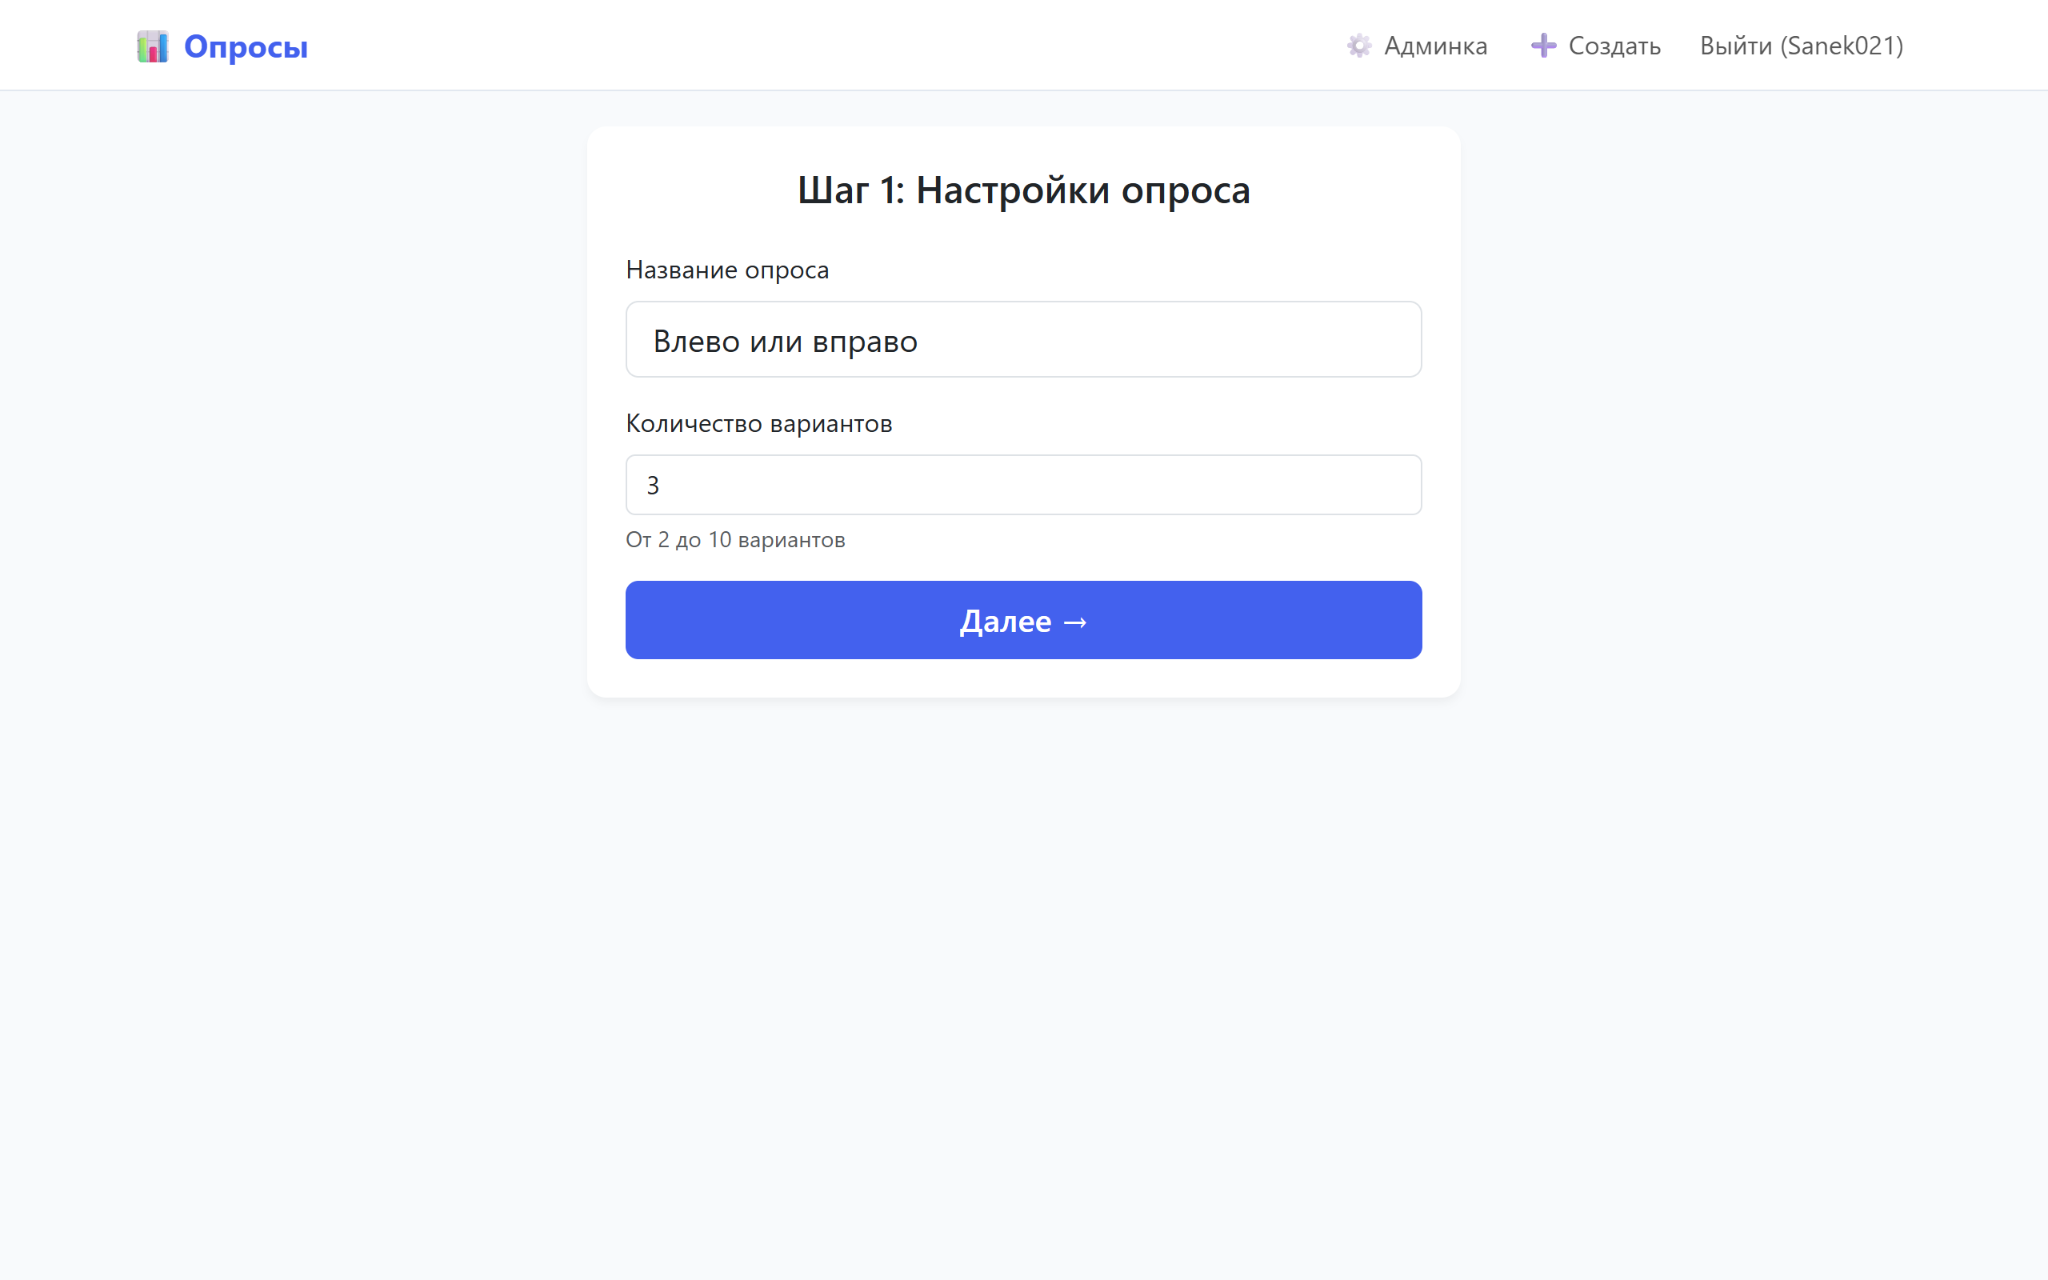 Опросы
Админка
Создать
Выйти (Sanek021)
Шаг 1: Настройки опроса
Название опроса
Влево или вправо
Количество вариантов
3
От 2 до 10 вариантов
Далее →